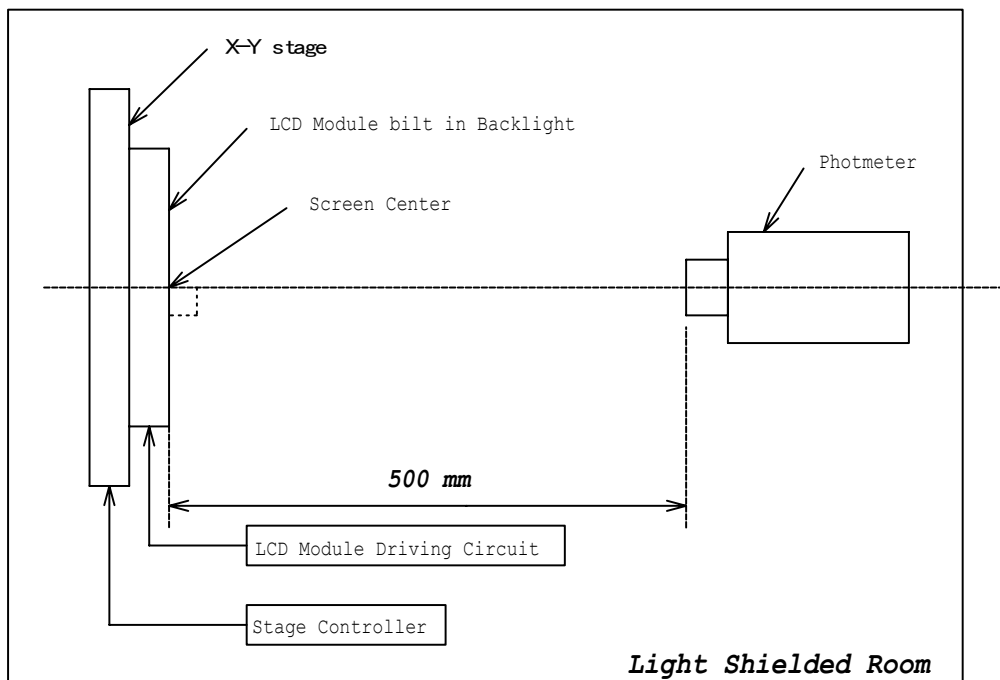 X-Y stage
LCD Module bilt in Backlight
Photmeter
Screen Center
500 mm
LCD Module Driving Circuit
Stage Controller
Light Shielded Room